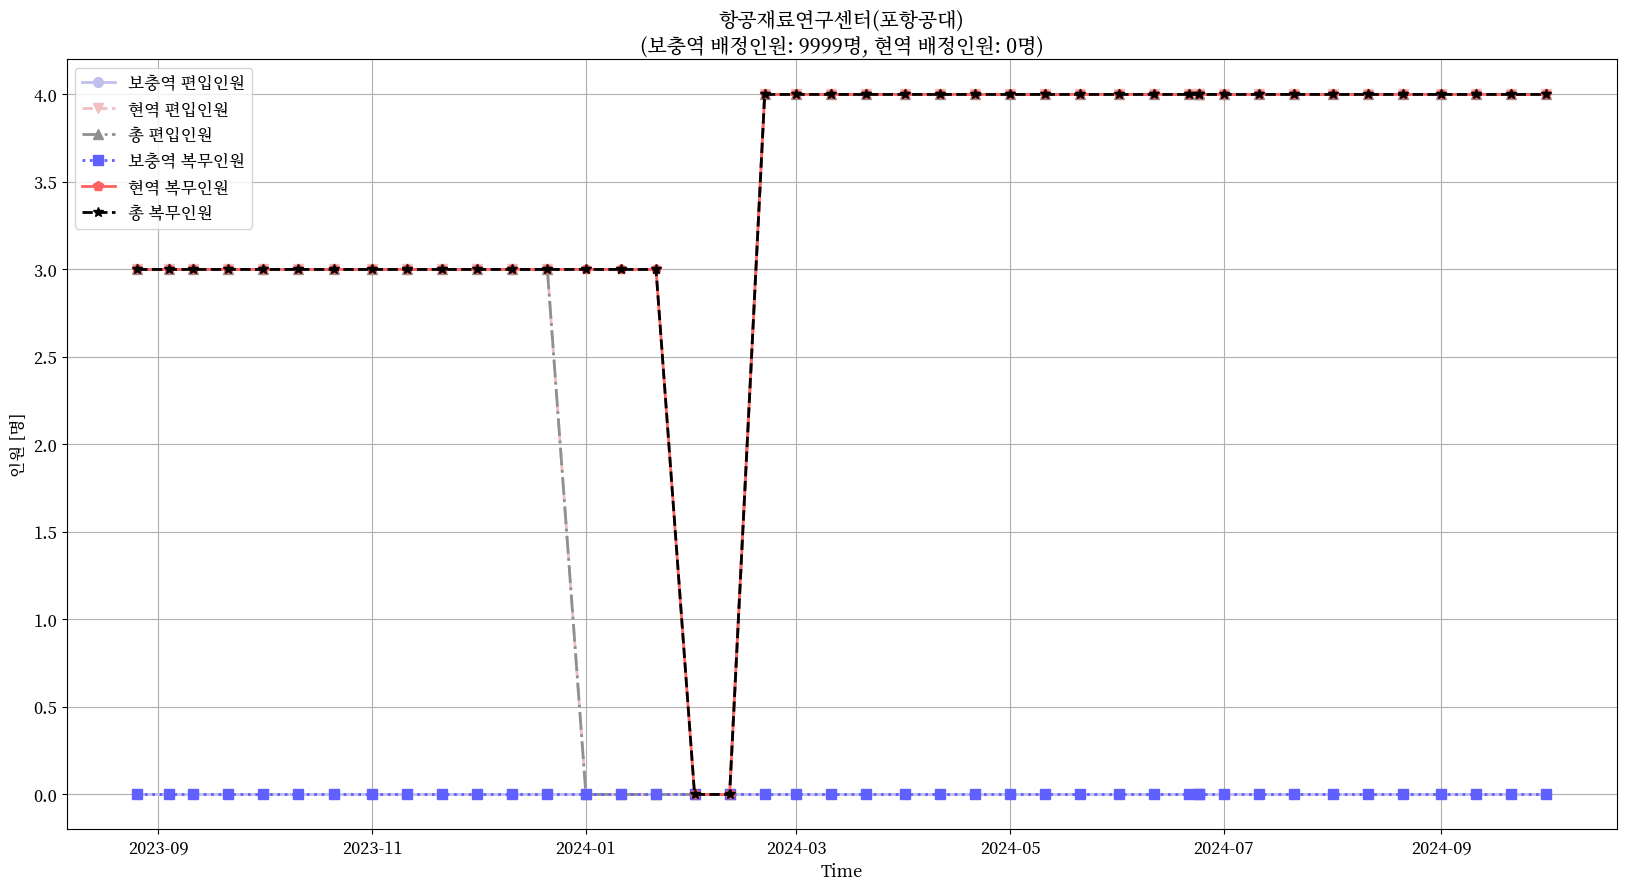 항공재료연구센터(포항공대)
(보충역 배정인원: 9999명, 현역 배정인원: 0명)
보충역 편입인원
현역 편입인원
총 편입인원
보충역 복무인원
현역 복무인원
총 복무인원
4.0
3.5
3.0
2.5
2.0
1.5
1.0
0.5
0.0
인원 [명]
2023-09
2023-11
2024-01
2024-03
2024-05
2024-07
2024-09
Time